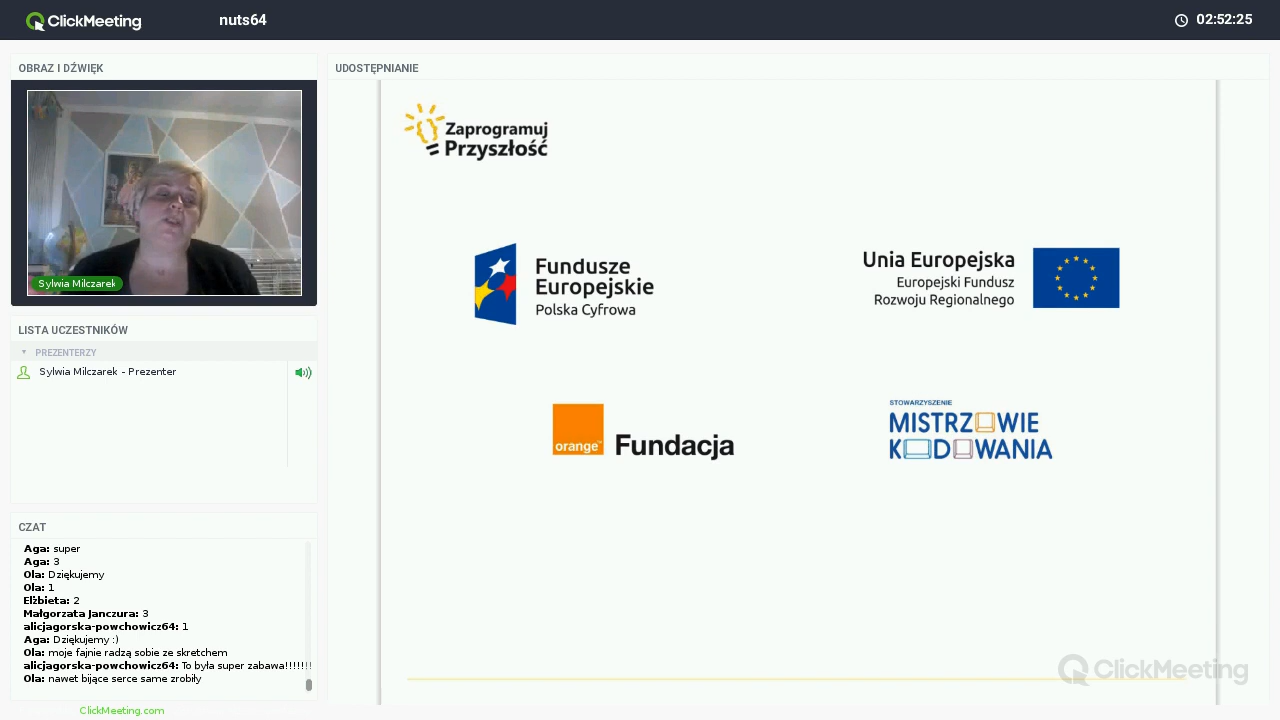 ClickMeeting
nuts64
02:52:25
OBRAZ I DŹWIĘK
UDOSTĘPNIANIE
Sylwia Milczarek
LISTA UCZESTNIKÓW
PREZENTERZY
Sylwia Milczarek - Prezenter
CZAT
Aga: super
Aga: 3
Ola: Dziękujemy
Ola: 1
Elżbieta: 2
Małgorzata Janczura: 3
alicjagorska-powchowicz64: 1
Aga: Dziękujemy :)
Ola: moje fajnie radzą sobie ze skretchem
alicjagorska-powchowicz64: To była super zabawa!!!!!!!
Ola: nawet bijące serce same zrobiły
ClickMeeting.com
Zaprogramuj
Przyszłość
Fundusze
Europejskie
Polska Cyfrowa
Unia Europejska
Europejski Fundusz
Rozwoju Regionalnego
orange™
Fundacja
STOWARZYSZENIE
MISTRZOWIE
KODOWANIA
ClickMeeting